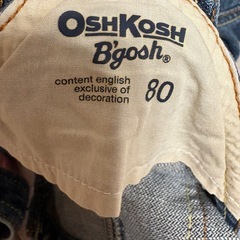 OSHKOSH
B'gosh®
content english
exclusive of
decoration
80